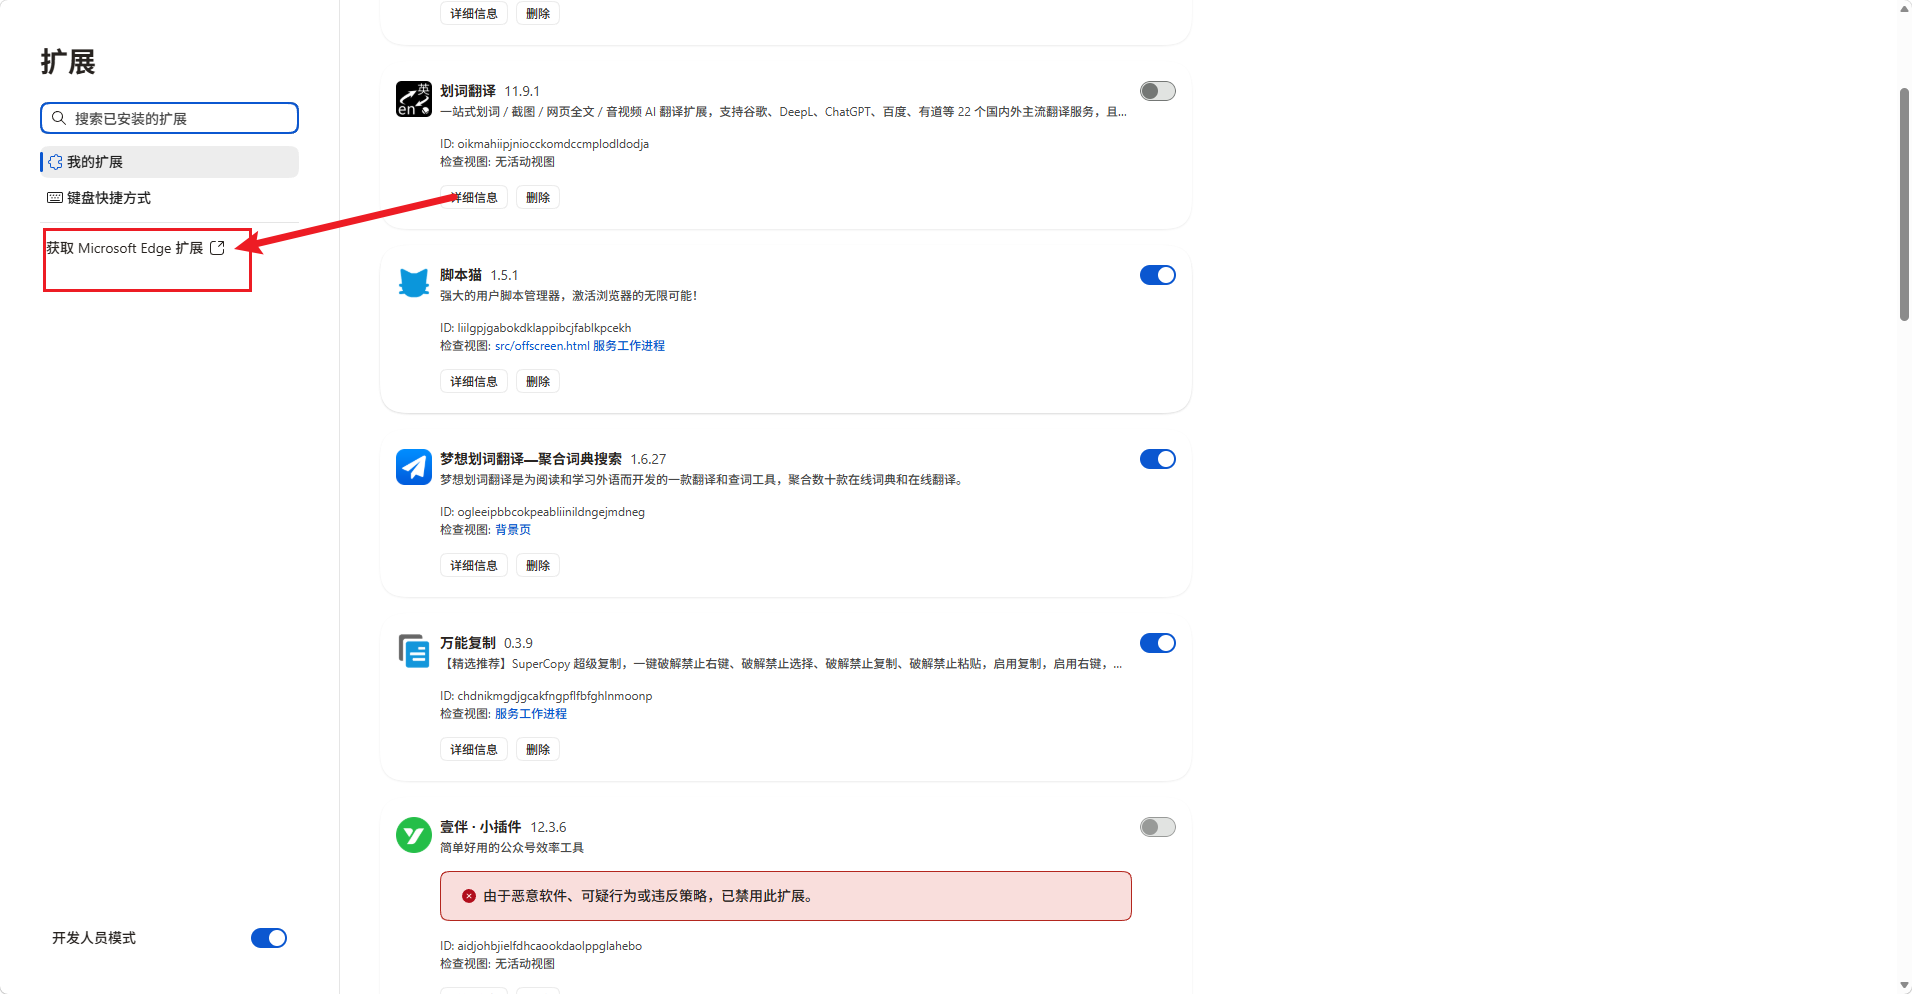 扩展
搜索已安装的扩展
我的扩展
键盘快捷方式
获取 Microsoft Edge 扩展
开发人员模式
详细信息 删除
英
en
划词翻译 11.9.1
一站式划词 / 截图 / 网页全文 / 音视频 AI 翻译扩展，支持谷歌、DeepL、ChatGPT、百度、有道等 22 个国内外主流翻译服务，且...
ID: oikmahiipjniocckomdccmplodldodja
检查视图: 无活动视图
详细信息 删除
脚本猫 1.5.1
强大的用户脚本管理器，激活浏览器的无限可能！
ID: liilgpjgabokdklappibcjfablkpcekh
检查视图: src/offscreen.html 服务工作进程
详细信息 删除
梦想划词翻译—聚合词典搜索 1.6.27
梦想划词翻译是为阅读和学习外语而开发的一款翻译和查词工具，聚合数十款在线词典和在线翻译。
ID: ogleeipbbcokpeabliinildngejmdneg
检查视图: 背景页
详细信息 删除
万能复制 0.3.9
【精选推荐】SuperCopy 超级复制，一键破解禁止右键、破解禁止选择、破解禁止复制、破解禁止粘贴，启用复制，启用右键，...
ID: chdnikmgdjgcakfngpflfbfghlnmoonp
检查视图: 服务工作进程
详细信息 删除
壹伴 · 小插件 12.3.6
简单好用的公众号效率工具
由于恶意软件、可疑行为或违反策略，已禁用此扩展。
ID: aidjohbjielfdhcaookdaolppglahebo
检查视图: 无活动视图